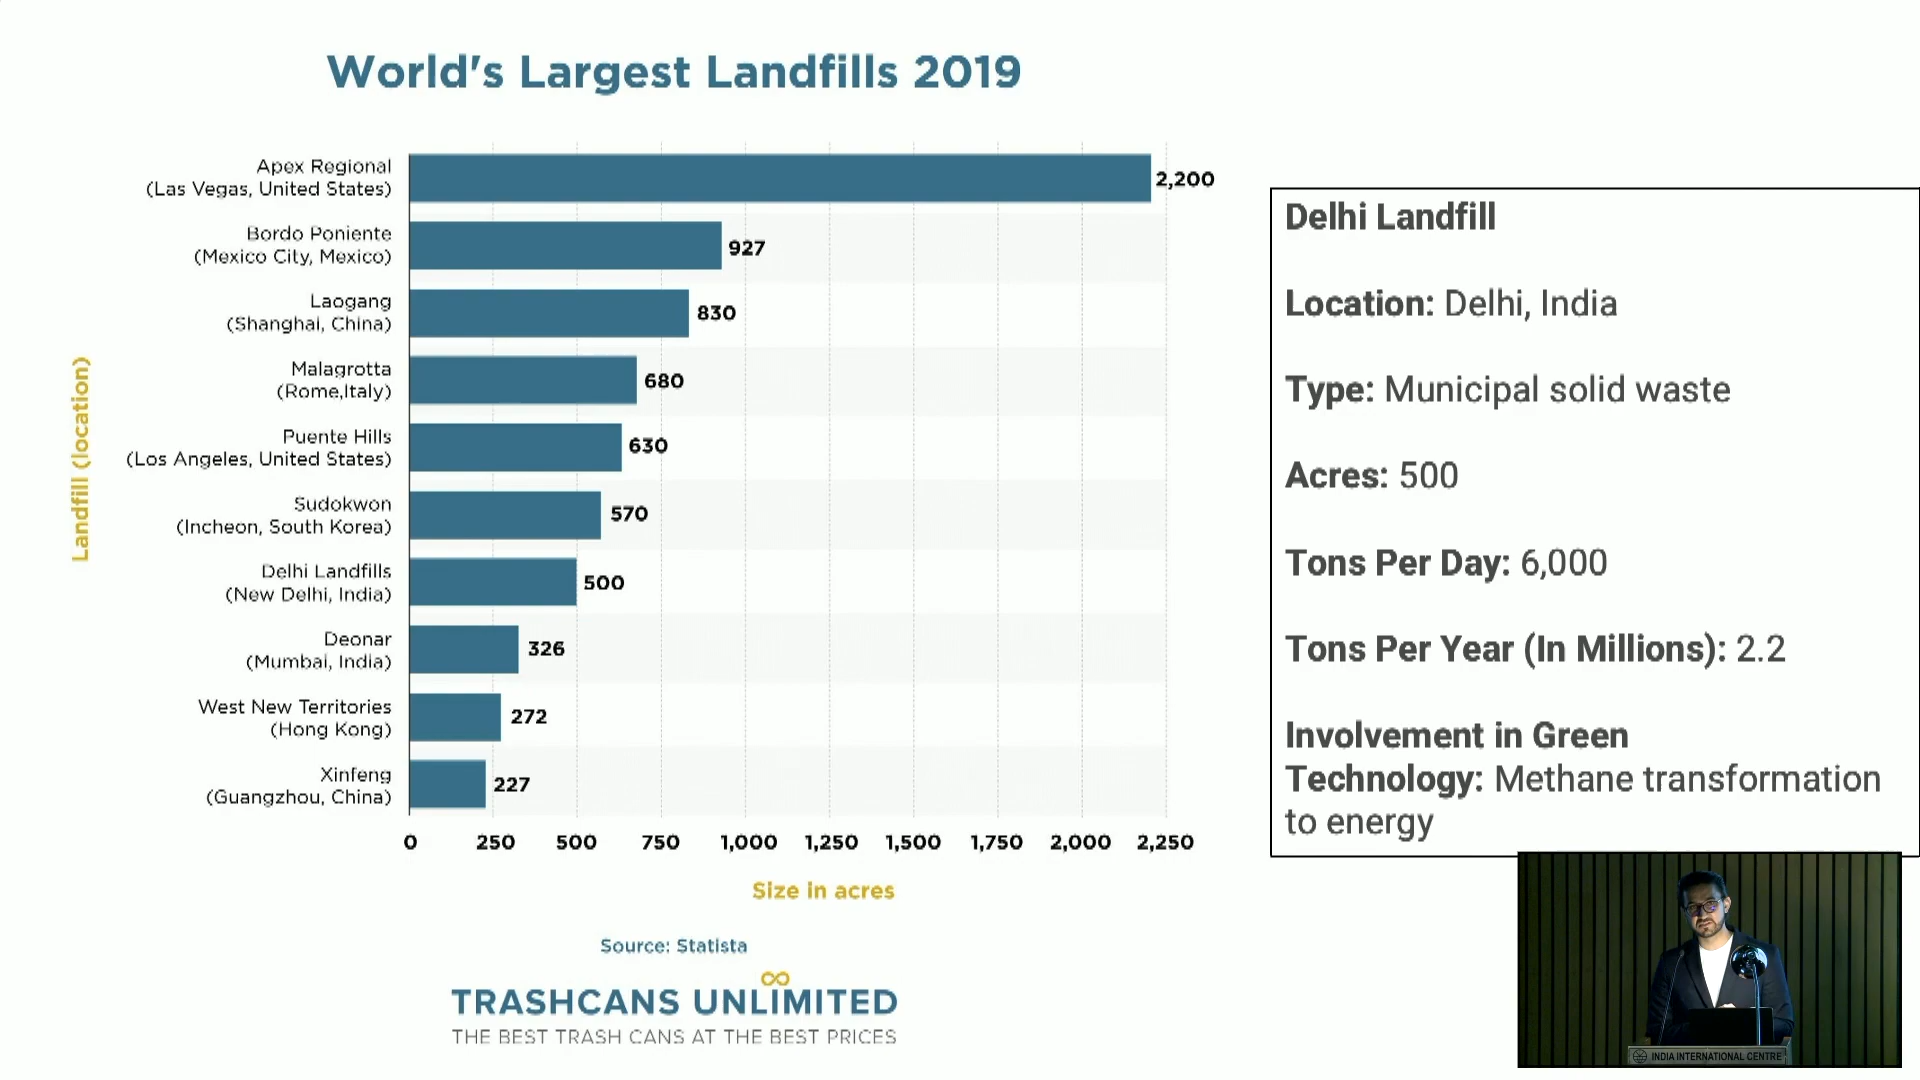 World's Largest Landfills 2019
Landfill (location)
Apex Regional
(Las Vegas, United States)
2,200
Bordo Poniente
(Mexico City, Mexico)
927
Laogang
(Shanghai, China)
830
Malagrotta
(Rome,Italy)
680
Puente Hills
(Los Angeles, United States)
630
Sudokwon
(Incheon, South Korea)
570
Delhi Landfills
(New Delhi, India)
500
Deonar
(Mumbai, India)
326
West New Territories
(Hong Kong)
272
Xinfeng
(Guangzhou, China)
227
0 250 500 750 1,000 1,250 1,500 1,750 2,000 2,250
Size in acres
Source: Statista
TRASHCANS UNLIMITED
THE BEST TRASH CANS AT THE BEST PRICES
Delhi Landfill
Location: Delhi, India
Type: Municipal solid waste
Acres: 500
Tons Per Day: 6,000
Tons Per Year (In Millions): 2.2
Involvement in Green
Technology: Methane transformation
to energy
INDIA INTERNATIONAL CENTRE